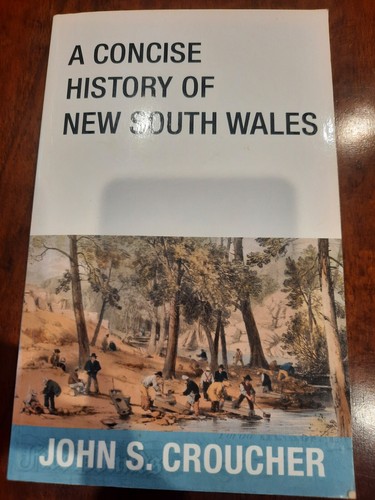 A CONCISE
HISTORY OF
NEW SOUTH WALES
JOHN S. CROUCHER